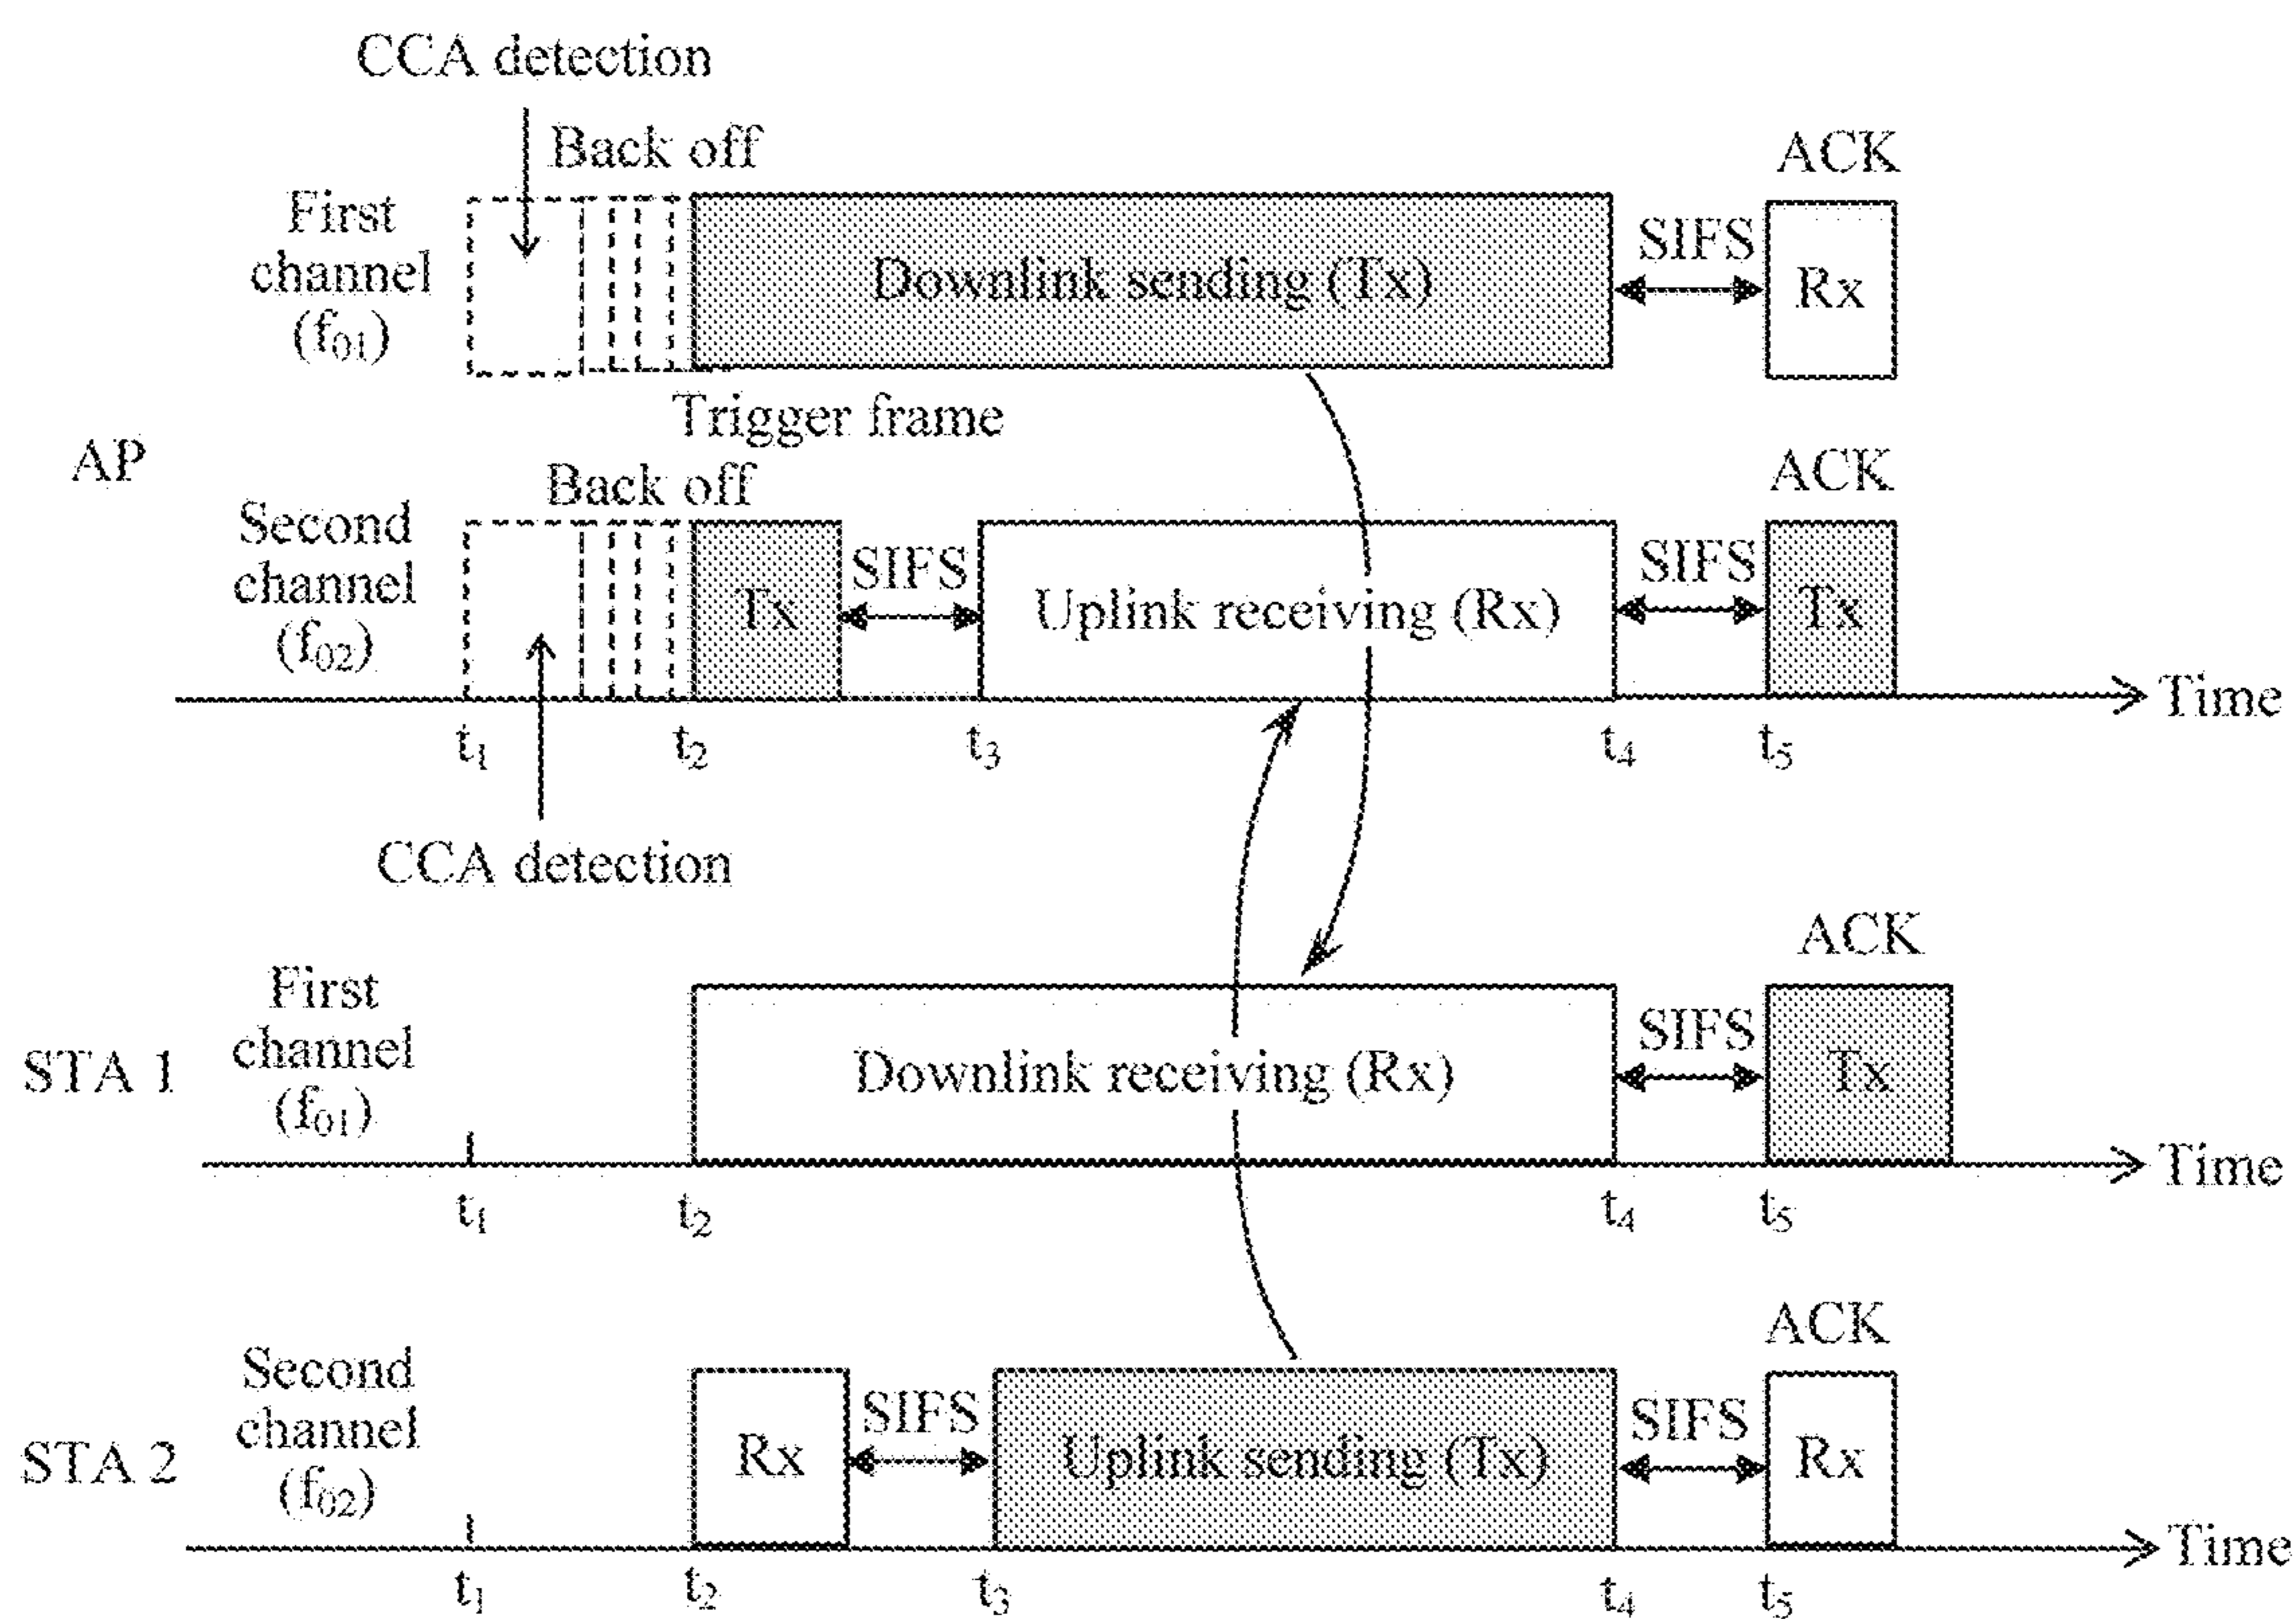 CCA detection
Back off
ACK
First
channel
(f01)
Downlink sending (Tx)
SIFS
Rx
Trigger frame
AP
Back off
ACK
Second
channel
(f02)
Tx
SIFS
Uplink receiving (Rx)
SIFS
Tx
Time
t1
t2
t3
t4
t5
CCA detection
ACK
STA 1
First
channel
(f01)
Downlink receiving (Rx)
SIFS
Tx
Time
t1
t2
t4
t5
ACK
STA 2
Second
channel
(f02)
Rx
SIFS
Uplink sending (Tx)
SIFS
Rx
Time
t1
t2
t3
t4
t5